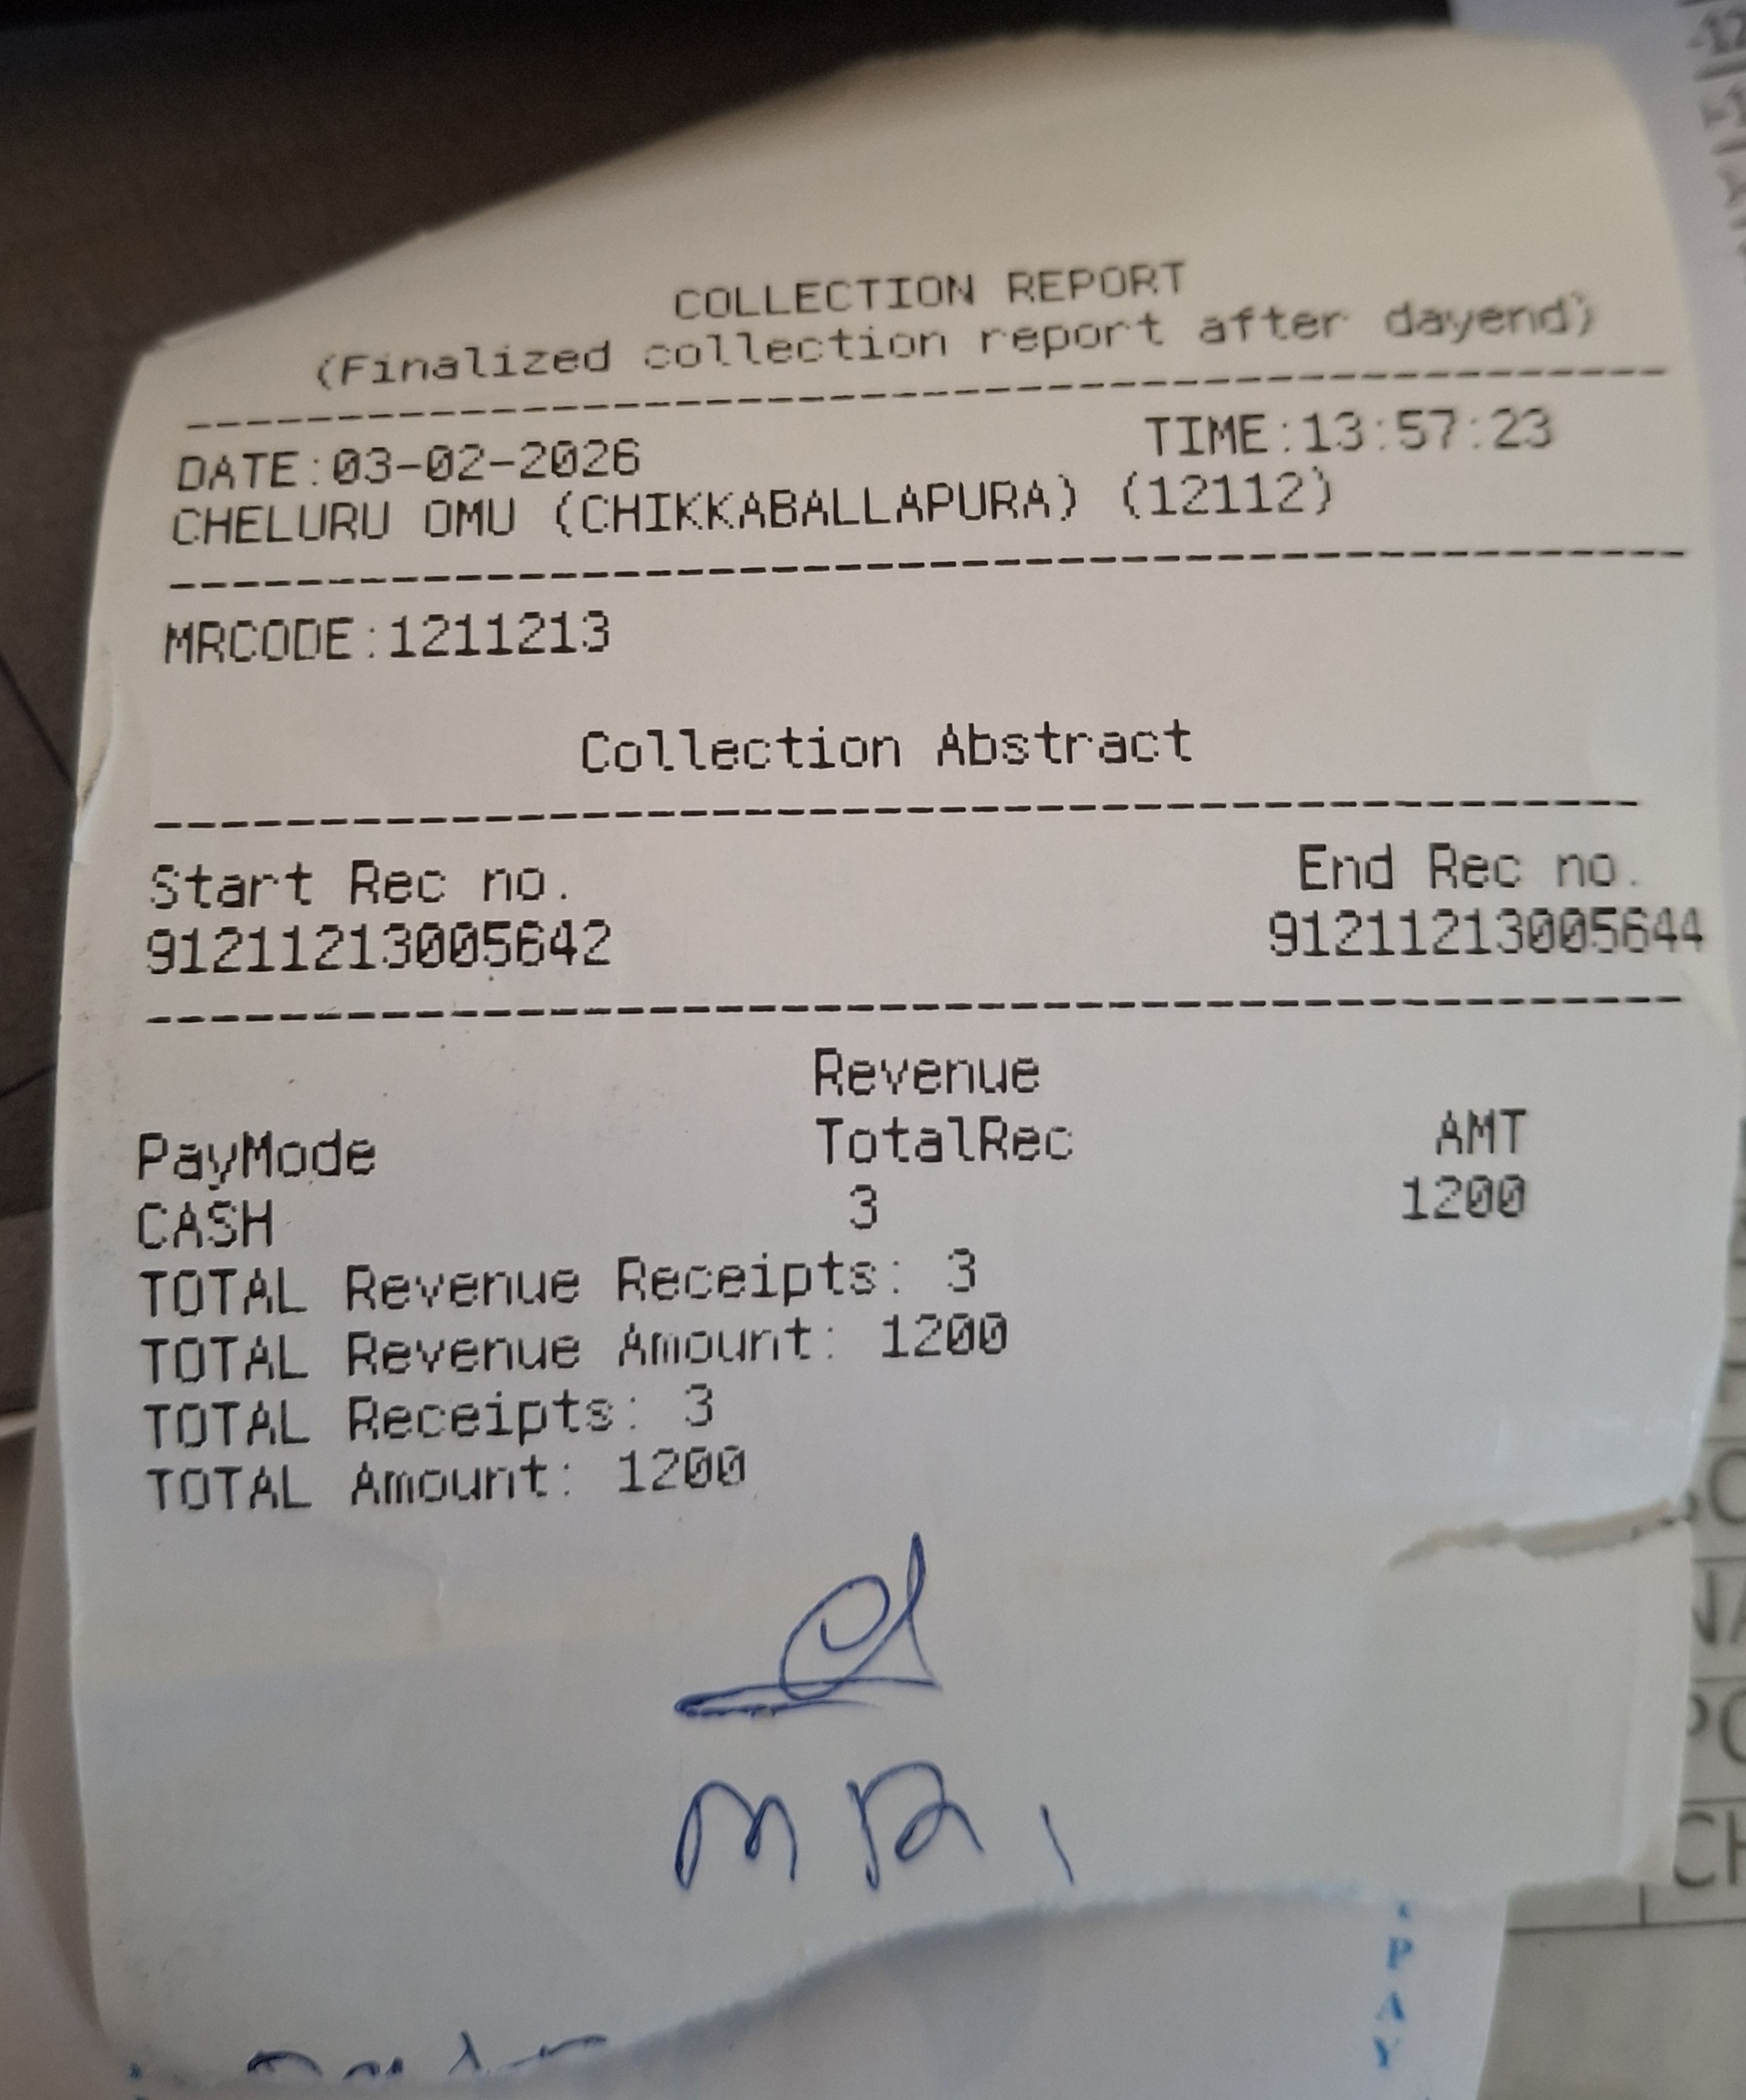 COLLECTION REPORT
(Finalized collection report after dayend)
DATE:03-02-2026 TIME:13:57:23
CHELURU OMU (CHIKKABALLAPURA) (12112)
MRCODE:1211213
Collection Abstract
Start Rec no. End Rec no.
91211213005642 91211213005644
Revenue
PayMode TotalRec AMT
CASH 3 1200
TOTAL Revenue Receipts: 3
TOTAL Revenue Amount: 1200
TOTAL Receipts: 3
TOTAL Amount: 1200
PAY